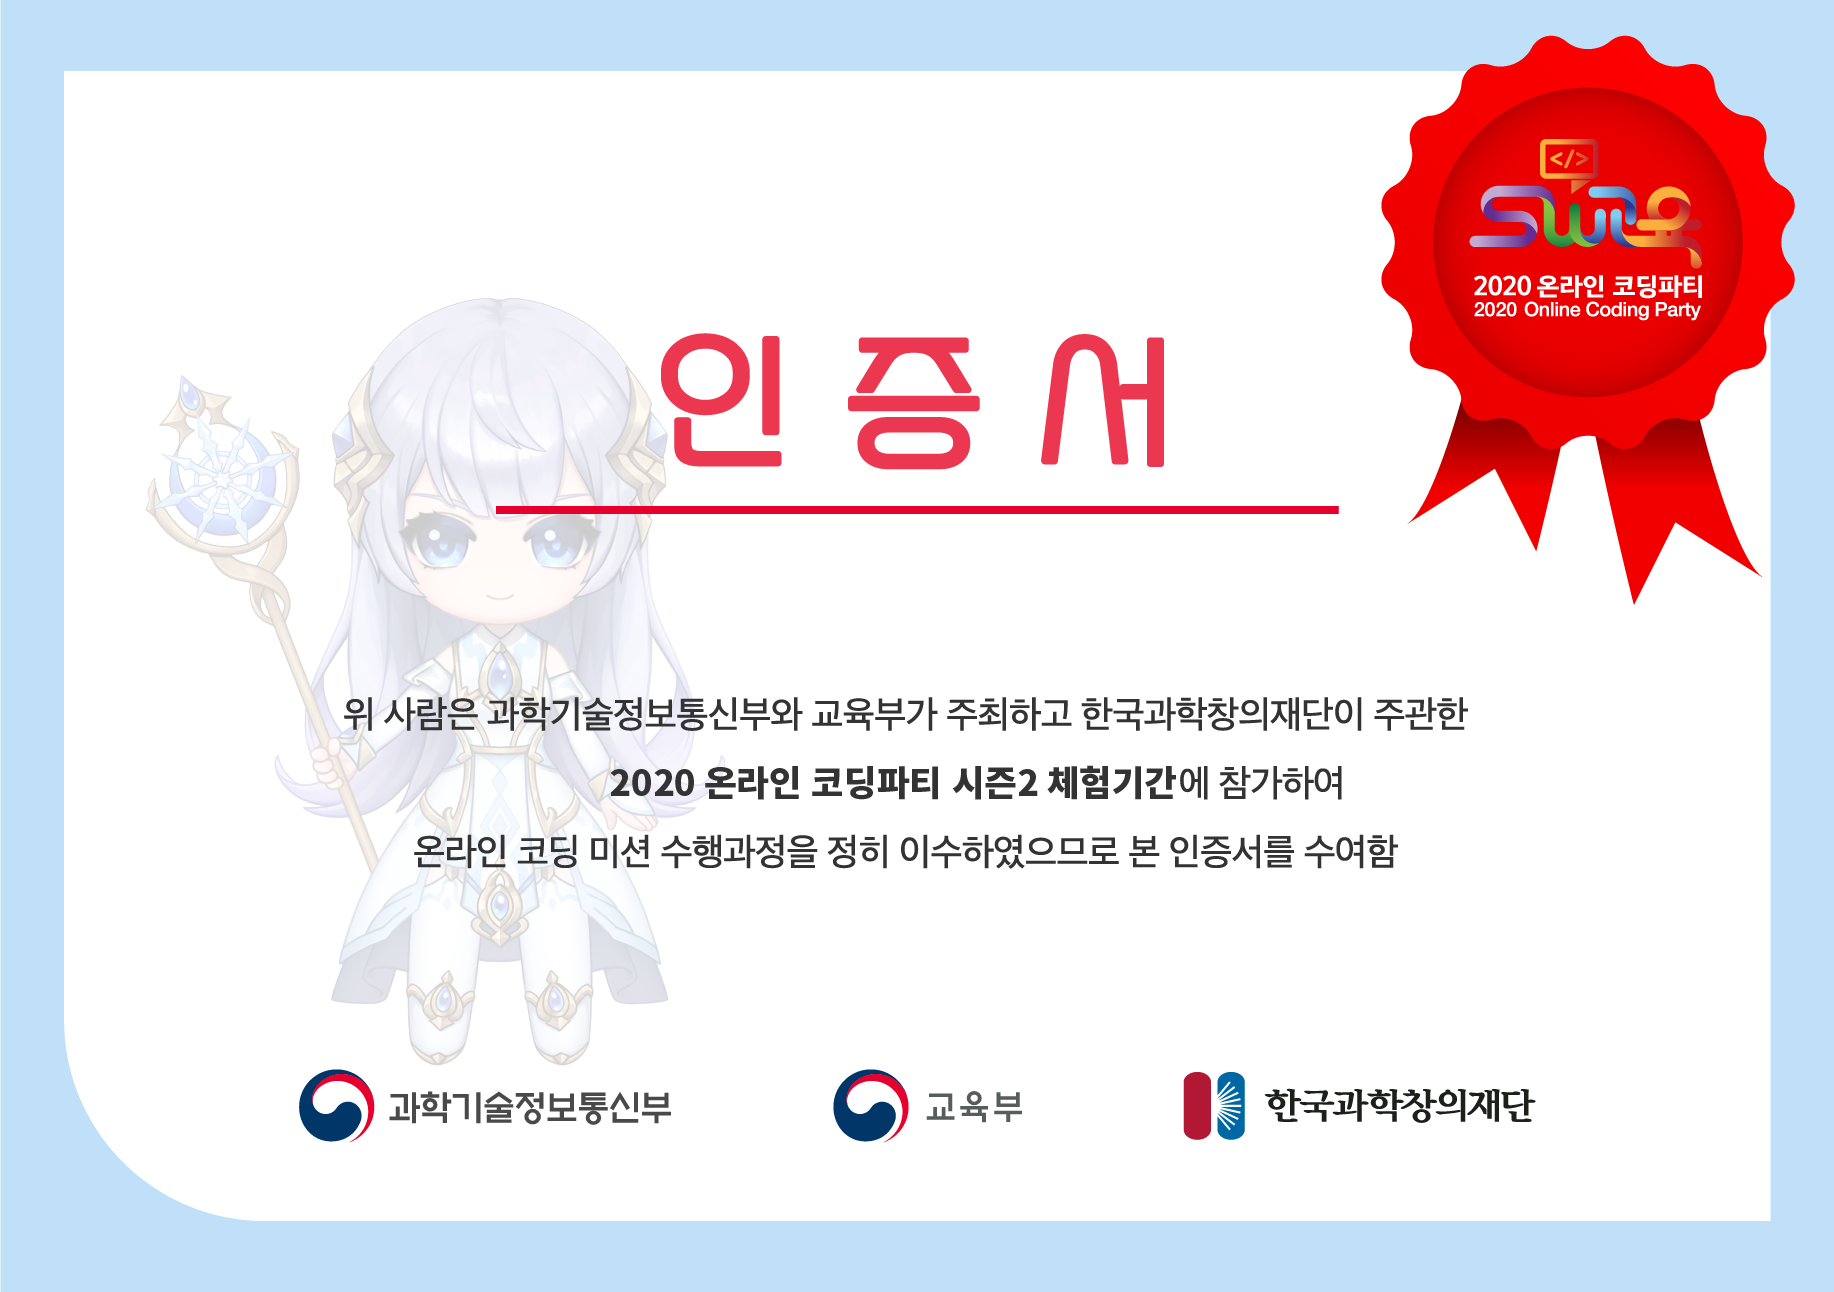 </>
SW교육
2020 온라인 코딩파티
2020 Online Coding Party
인증서
위 사람은 과학기술정보통신부와 교육부가 주최하고 한국과학창의재단이 주관한
2020 온라인 코딩파티 시즌2 체험기간에 참가하여
온라인 코딩 미션 수행과정을 정히 이수하였으므로 본 인증서를 수여함
과학기술정보통신부
교육부
한국과학창의재단